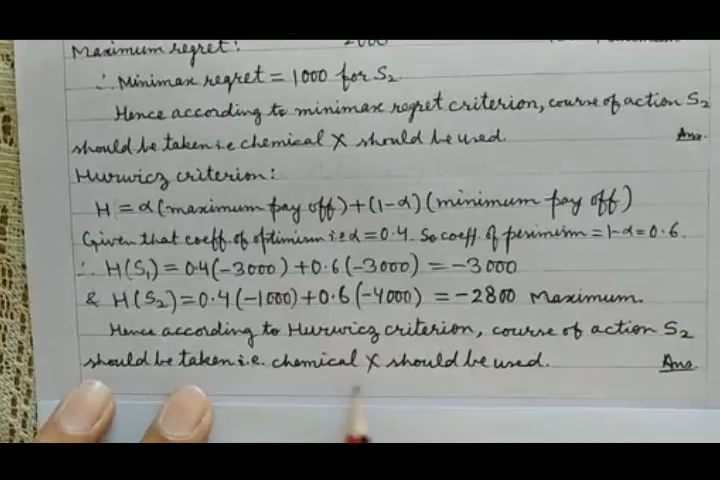 Maximum regret: 2000
∴ Minimax regret = 1000 for S₂
Hence according to minimax regret criterion, course of action S₂
should be taken i.e chemical X should be used. Ans.
Hurwicz criterion:
H = α(maximum pay off) + (1-α) (minimum pay off)
Given that coeff. of optimism i.e α = 0.4. So coeff. of pessimism = 1-α = 0.6.
∴ H(S₁) = 0.4(-3000) + 0.6(-3000) = -3000
& H(S₂) = 0.4(-1000) + 0.6(-4000) = -2800 Maximum.
Hence according to Hurwicz criterion, course of action S₂
should be taken i.e. chemical X should be used. Ans